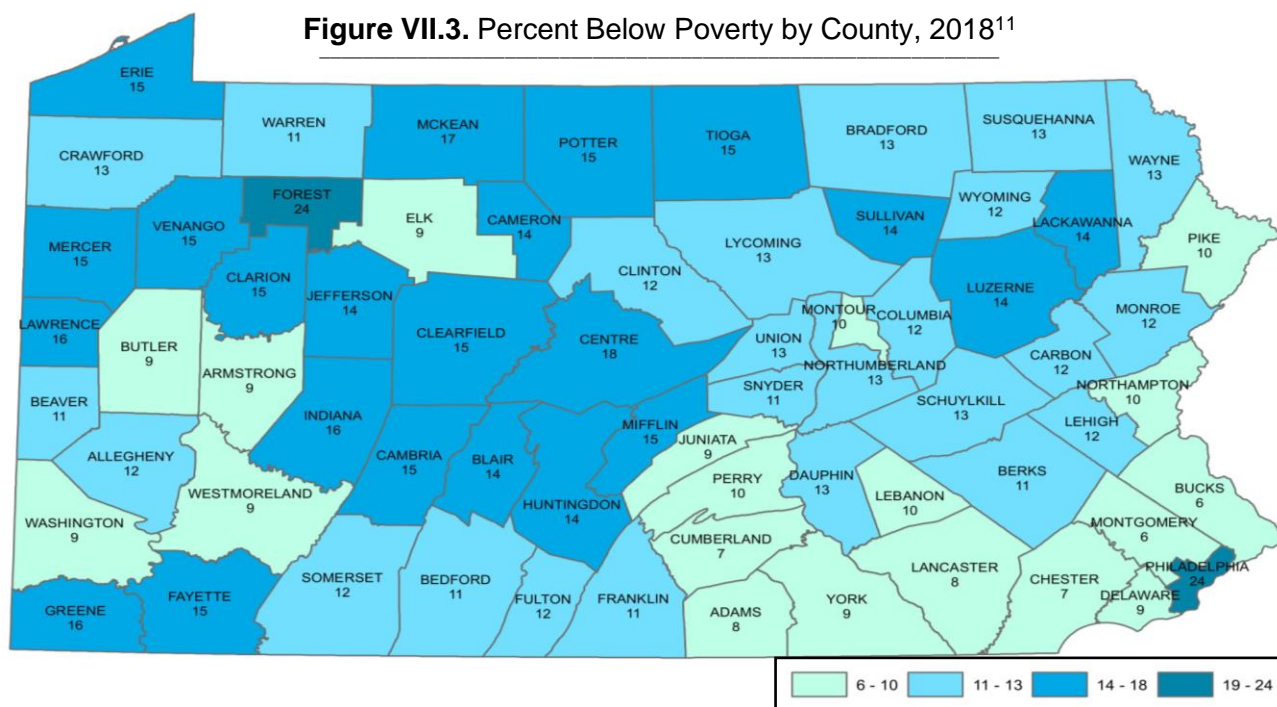 Figure VII.3. Percent Below Poverty by County, 2018¹¹
ERIE
15
CRAWFORD
13
WARREN
11
MCKEAN
17
POTTER
15
TIOGA
15
BRADFORD
13
SUSQUEHANNA
13
WAYNE
13
MERCER
15
VENANGO
15
FOREST
24
ELK
9
CAMERON
14
CLINTON
12
LYCOMING
13
SULLIVAN
14
WYOMING
12
LACKAWANNA
14
PIKE
10
LAWRENCE
16
BUTLER
9
CLARION
15
ARMSTRONG
9
JEFFERSON
14
CLEARFIELD
15
CENTRE
18
UNION
13
MONTOUR
10
COLUMBIA
12
LUZERNE
14
MONROE
12
CARBON
12
BEAVER
11
ALLEGHENY
12
INDIANA
16
CAMBRIA
15
BLAIR
14
HUNTINGDON
14
MIFFLIN
15
SNYDER
11
NORTHUMBERLAND
13
SCHUYLKILL
13
NORTHAMPTON
10
LEHIGH
12
JUNIATA
9
PERRY
10
DAUPHIN
13
LEBANON
10
BERKS
11
BUCKS
6
MONTGOMERY
6
WASHINGTON
9
WESTMORELAND
9
CUMBERLAND
7
LANCASTER
8
CHESTER
7
DELAWARE
9
PHILADELPHIA
24
GREENE
16
FAYETTE
15
SOMERSET
12
BEDFORD
11
FULTON
12
FRANKLIN
11
ADAMS
8
YORK
9
6 - 10
11 - 13
14 - 18
19 - 24